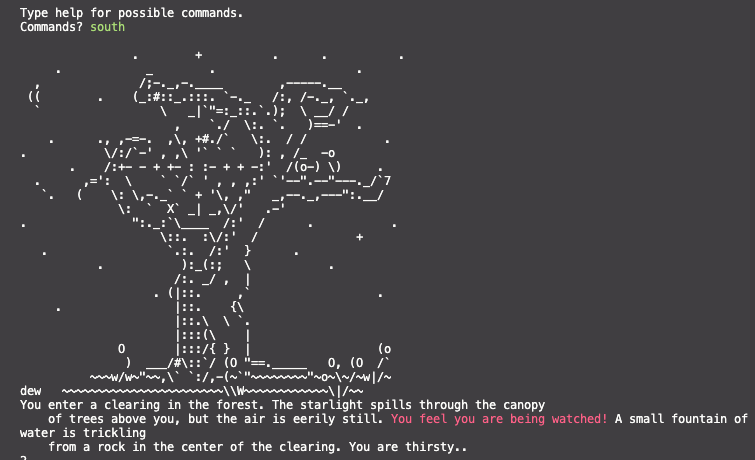 Type help for possible commands.
Commands? south
dew
You enter a clearing in the forest. The starlight spills through the canopy
of trees above you, but the air is eerily still. You feel you are being watched! A small fountain of
water is trickling
from a rock in the center of the clearing. You are thirsty..